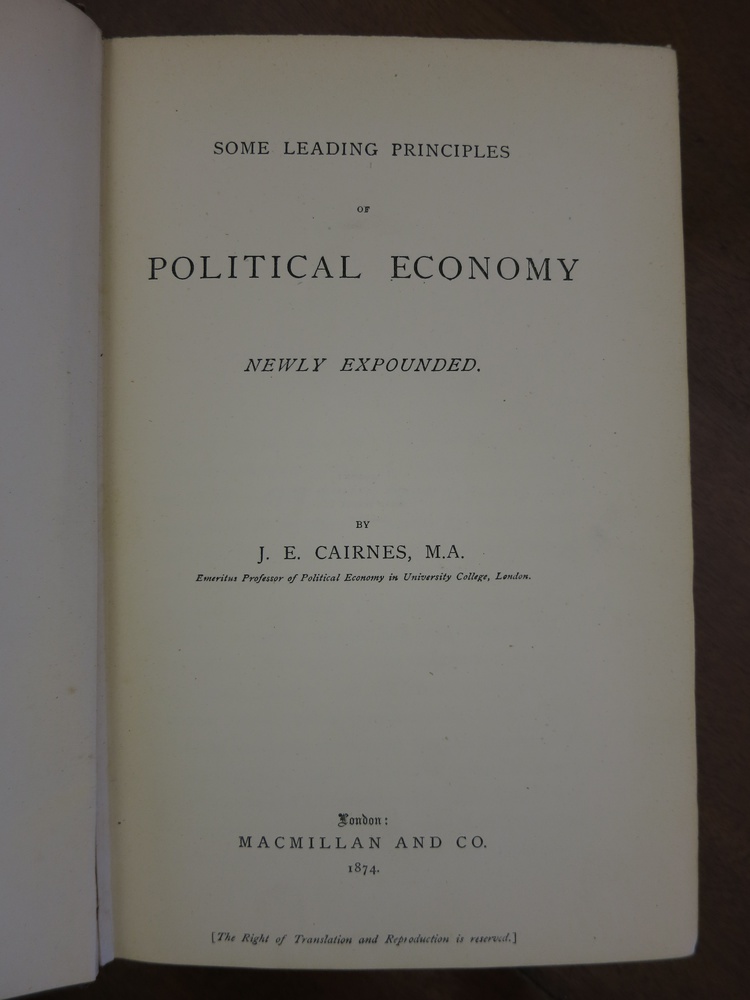 SOME LEADING PRINCIPLES
OF
POLITICAL ECONOMY
NEWLY EXPOUNDED.
BY
J. E. CAIRNES, M.A.
Emeritus Professor of Political Economy in University College, London.
London:
MACMILLAN AND CO.
1874.
[The Right of Translation and Reproduction is reserved.]